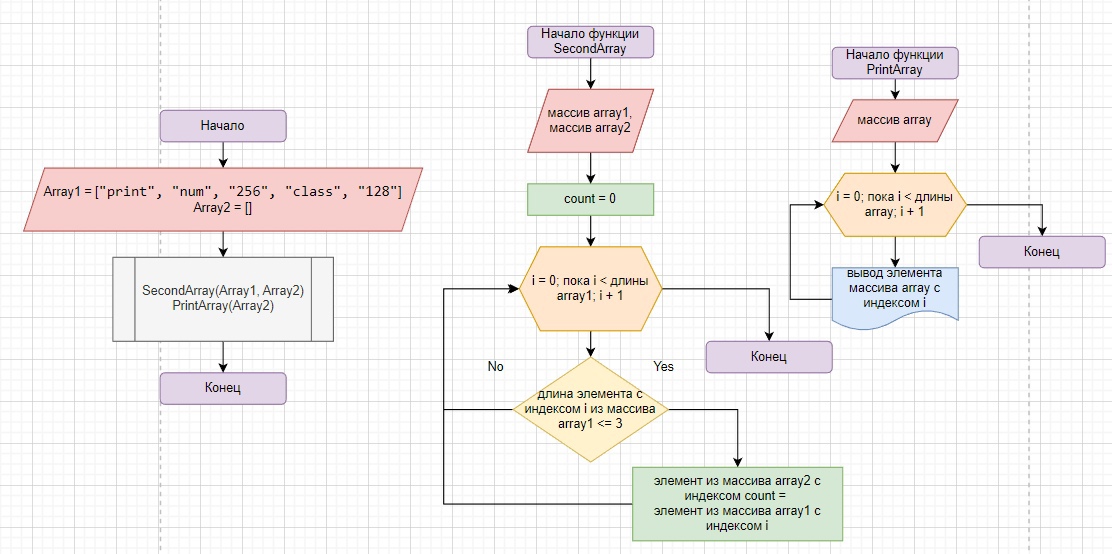 Начало
Array1 = ["print", "num", "256", "class", "128"]
Array2 = []
SecondArray(Array1, Array2)
PrintArray(Array2)
Конец
Начало функции
SecondArray
массив array1,
массив array2
count = 0
i = 0; пока i < длины
array1; i + 1
Конец
No
Yes
длина элемента с
индексом i из массива
array1 <= 3
элемент из массива array2 с
индексом count =
элемент из массива array1 с
индексом i
Начало функции
PrintArray
массив array
i = 0; пока i < длины
array; i + 1
Конец
вывод элемента
массива array с
индексом i